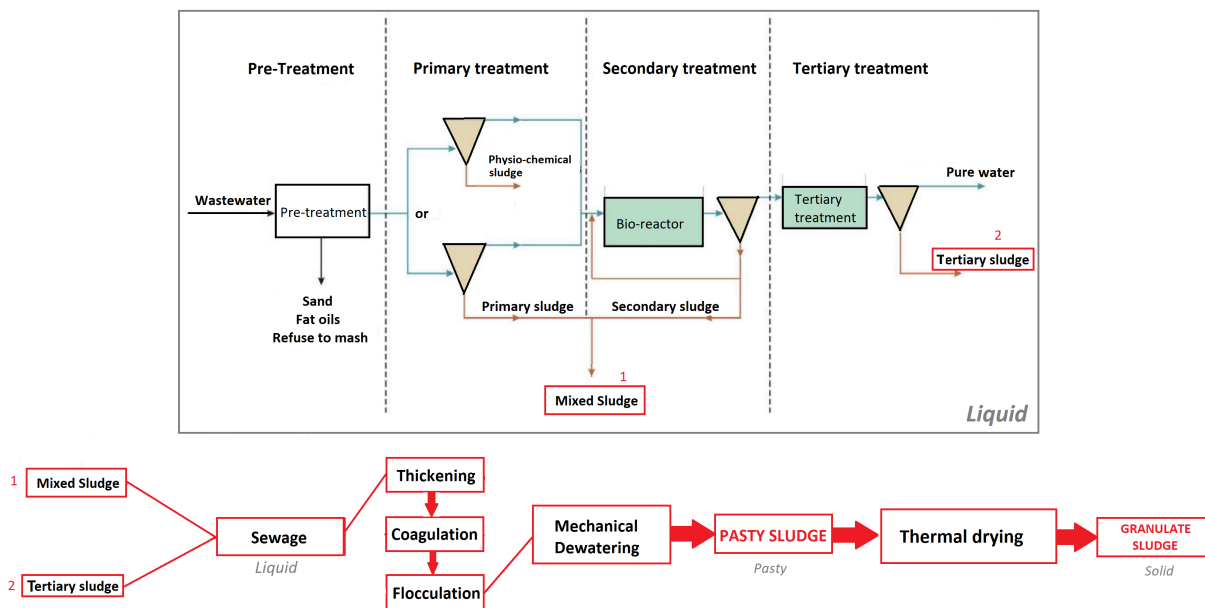 Pre-Treatment
Primary treatment
Secondary treatment
Tertiary treatment
Physio-chemical
sludge
Pure water
Wastewater
Pre-treatment
or
Bio-reactor
Tertiary
treatment
2
Tertiary sludge
Sand
Fat oils
Refuse to mash
Primary sludge
Secondary sludge
1
Mixed Sludge
Liquid
1
Mixed Sludge
2
Tertiary sludge
Sewage
Liquid
Thickening
Coagulation
Flocculation
Mechanical
Dewatering
PASTY SLUDGE
Pasty
Thermal drying
GRANULATE
SLUDGE
Solid